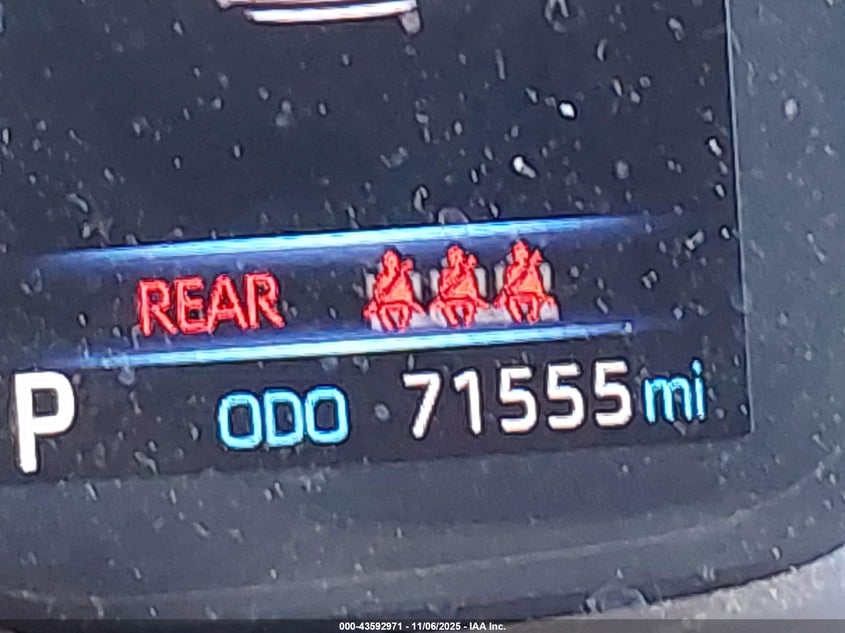 REAR
P ODO 71555 mi
000-43592971 - 11/06/2025 - IAA Inc.